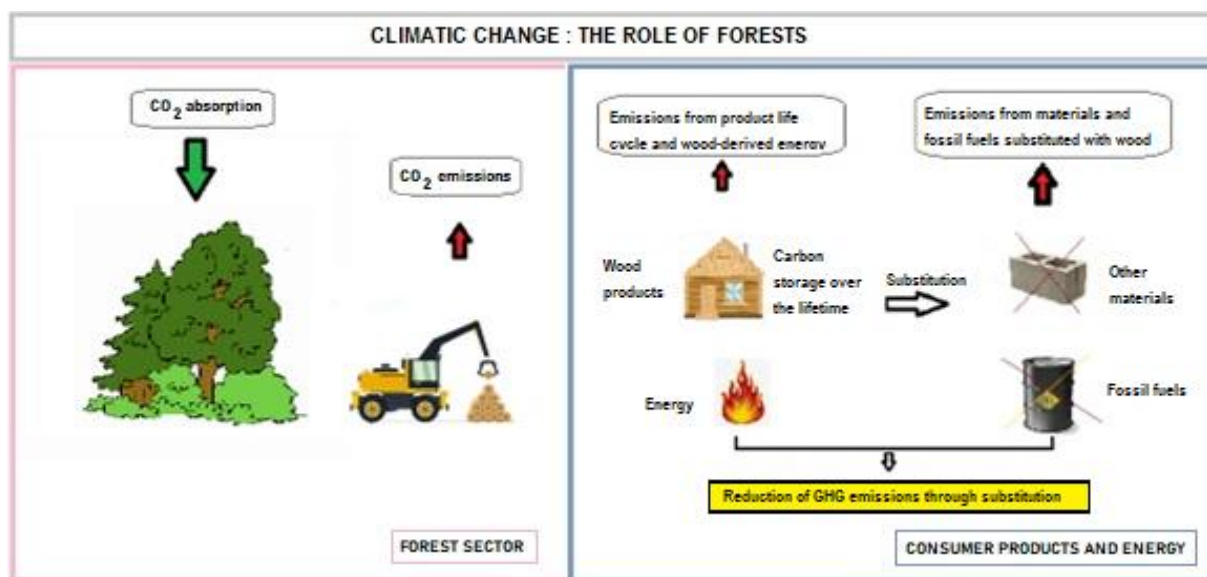 CLIMATIC CHANGE : THE ROLE OF FORESTS
CO2 absorption
CO2 emissions
FOREST SECTOR
Emissions from product life
cycle and wood-derived energy
Emissions from materials and
fossil fuels substituted with wood
Wood
products
Carbon
storage over
the lifetime
Substitution
Other
materials
Energy
Fossil fuels
Reduction of GHG emissions through substitution
CONSUMER PRODUCTS AND ENERGY